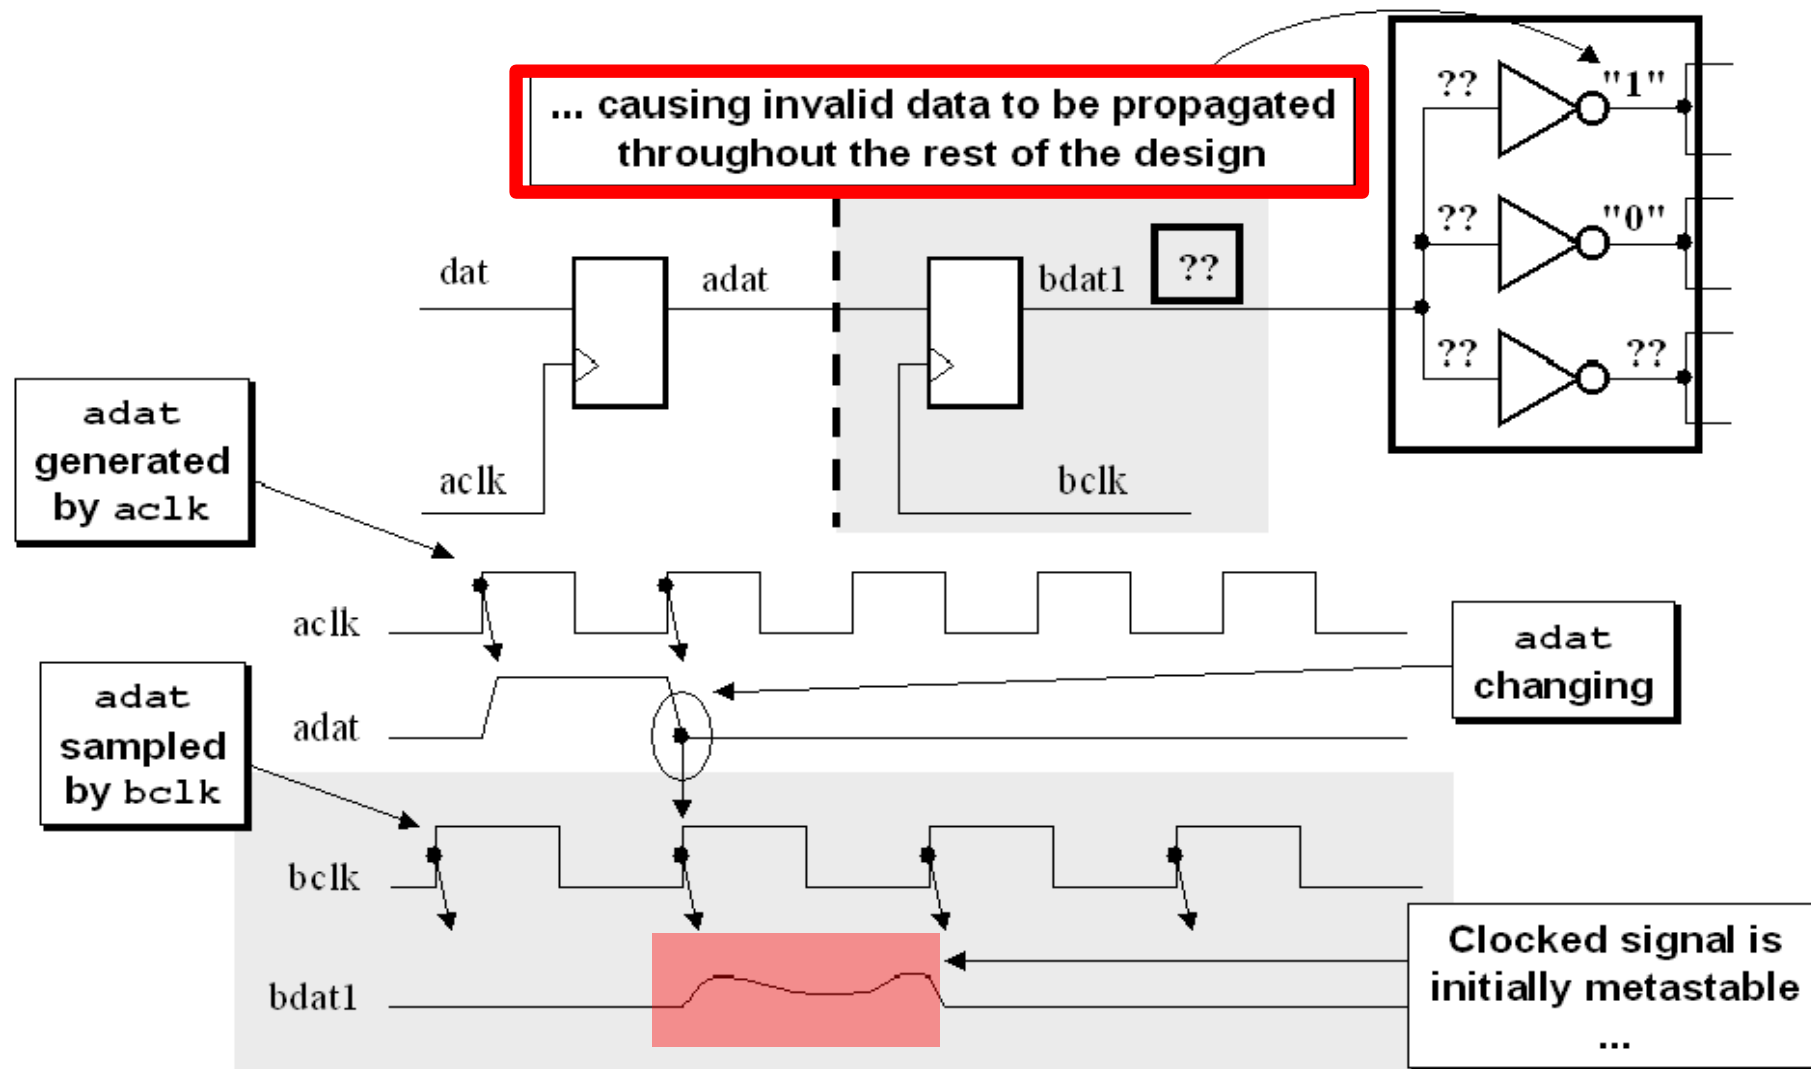 ... causing invalid data to be propagated
throughout the rest of the design
?? "1"
?? "0"
?? ??
dat
adat
bdat1
??
aclk
bclk
adat
generated
by aclk
aclk
adat
changing
adat
adat
sampled
by bclk
bclk
bdat1
Clocked signal is
initially metastable
...